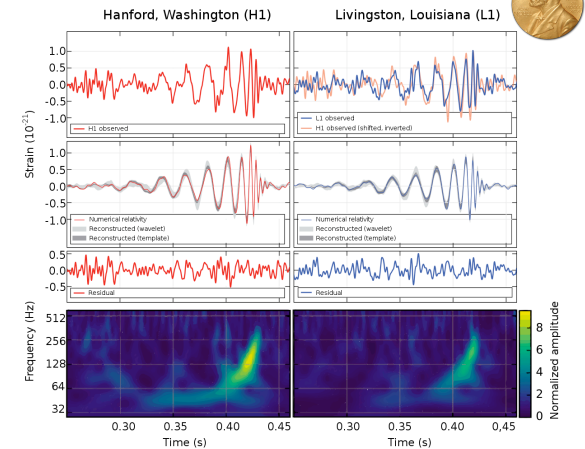 Hanford, Washington (H1)
Livingston, Louisiana (L1)
Strain (10-21)
1.0
0.5
0.0
-0.5
-1.0
H1 observed
L1 observed
H1 observed (shifted, inverted)
1.0
0.5
0.0
-0.5
-1.0
Numerical relativity
Reconstructed (wavelet)
Reconstructed (template)
Numerical relativity
Reconstructed (wavelet)
Reconstructed (template)
0.5
0.0
-0.5
Residual
Residual
Frequency (Hz)
512
256
128
64
32
Normalized amplitude
8
6
4
2
0
0.30
0.35
0.40
0,45
0.30
0.35
0.40
0,45
Time (s)
Time (s)